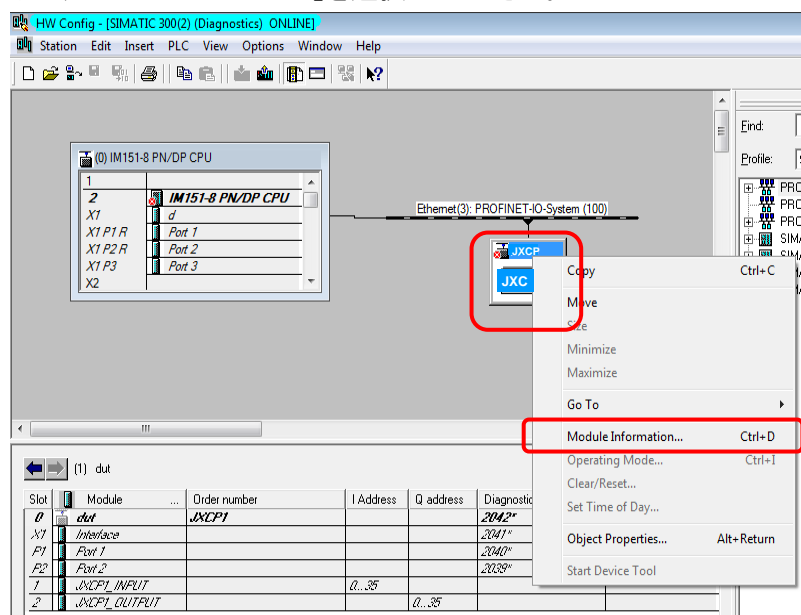 HW Config - [SIMATIC 300(2) (Diagnostics) ONLINE]
Station Edit Insert PLC View Options Window Help
Find:
Profile:
(0) IM151-8 PN/DP CPU
1
2 IM151-8 PN/DP CPU
X1 d
X1 P1 R Port 1
X1 P2 R Port 2
X1 P3 Port 3
X2
Ethernet(3): PROFINET-IO-System (100)
JXCP
JXC
PRO
PRO
PRO
SIMA
Copy Ctrl+C
Move
Size
Minimize
Maximize
Go To
Module Information... Ctrl+D
Operating Mode... Ctrl+I
Clear/Reset...
Set Time of Day...
Object Properties... Alt+Return
Start Device Tool
(1) dut
Slot Module ... Order number I Address Q address Diagnostic
0 dut JXCP1 2042*
X1 Interface 2041*
P1 Port 1 2040*
P2 Port 2 2039*
1 JXCP1_INPUT 0...35
2 JXCP1_OUTPUT 0...35